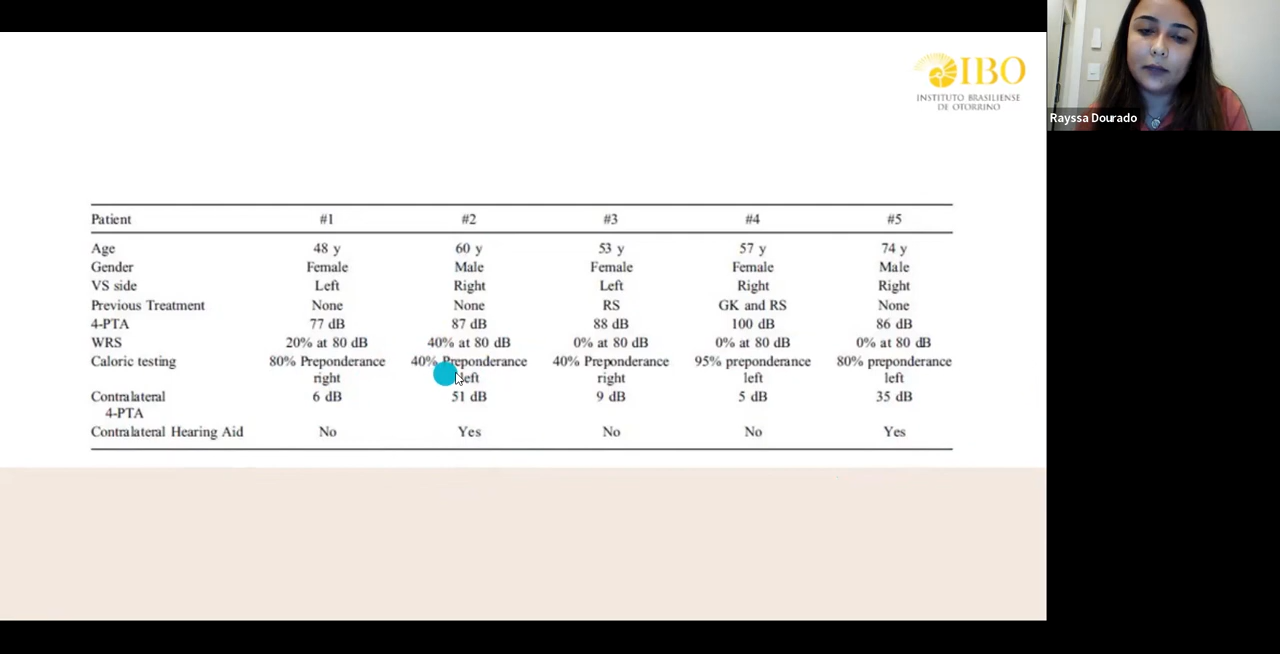 IBO
INSTITUTO BRASILIENSE
DE OTORRINO
Rayssa Dourado
Patient #1 #2 #3 #4 #5
Age 48 y 60 y 53 y 57 y 74 y
Gender Female Male Female Female Male
VS side Left Right Left Right Right
Previous Treatment None None RS GK and RS None
4-PTA 77 dB 87 dB 88 dB 100 dB 86 dB
WRS 20% at 80 dB 40% at 80 dB 0% at 80 dB 0% at 80 dB 0% at 80 dB
Caloric testing 80% Preponderance 40% Preponderance 40% Preponderance 95% preponderance 80% preponderance
right left right left left
Contralateral 6 dB 51 dB 9 dB 5 dB 35 dB
4-PTA
Contralateral Hearing Aid No Yes No No Yes